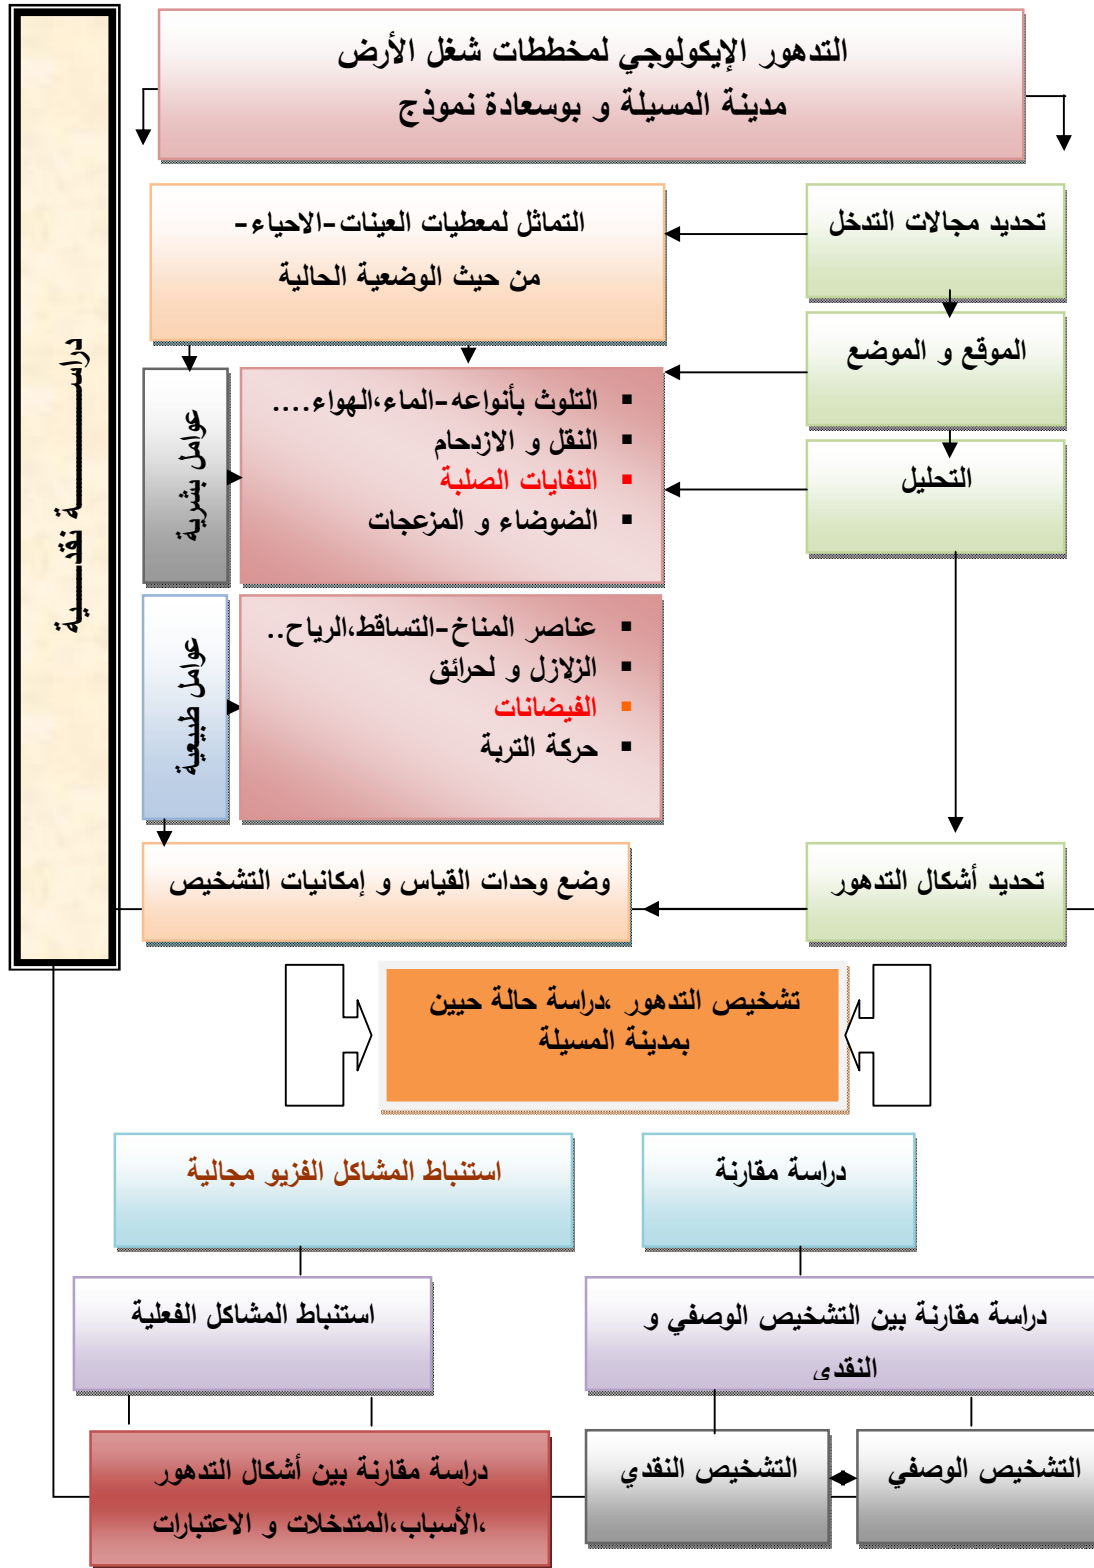 التدهور الإيكولوجي لمخططات شغل الأرض
مدينة المسيلة و بوسعادة نموذج
تحديد مجالات التدخل
التماثل لمعطيات العينات-الاحياء-
من حيث الوضعية الحالية
الموقع و الموضع
التحليل
عوامل بشرية
▪ التلوث بأنواعه-الماء،الهواء....
▪ النقل و الازدحام
▪ النفايات الصلبة
▪ الضوضاء و المزعجات
عوامل طبيعية
▪ عناصر المناخ-التساقط،الرياح..
▪ الزلازل و لحرائق
▪ الفيضانات
▪ حركة التربة
دراســـــــــة نقدـــية
تحديد أشكال التدهور
وضع وحدات القياس و إمكانيات التشخيص
تشخيص التدهور ،دراسة حالة حيين
بمدينة المسيلة
دراسة مقارنة
استنباط المشاكل الفزيو مجالية
دراسة مقارنة بين التشخيص الوصفي و
النقدي
استنباط المشاكل الفعلية
التشخيص الوصفي
التشخيص النقدي
دراسة مقارنة بين أشكال التدهور
،الأسباب،المتدخلات و الاعتبارات